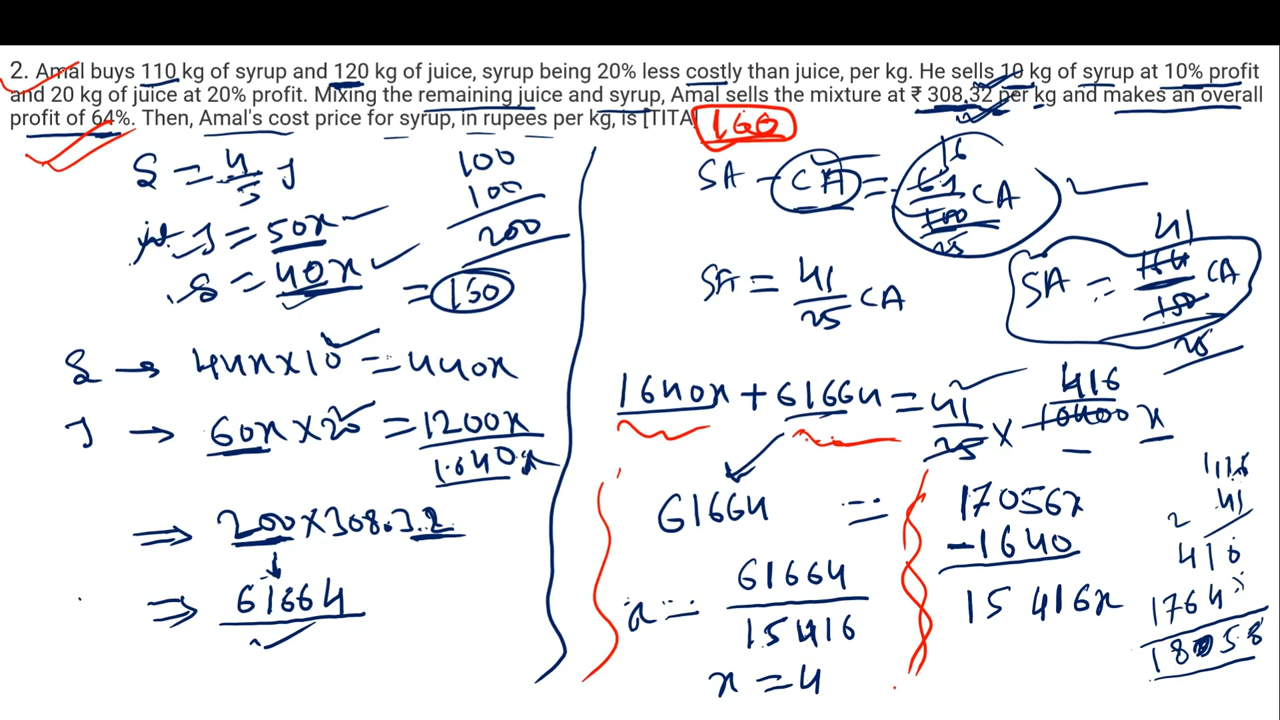 2. Amal buys 110 kg of syrup and 120 kg of juice, syrup being 20% less costly than juice, per kg. He sells 10 kg of syrup at 10% profit
and 20 kg of juice at 20% profit. Mixing the remaining juice and syrup, Amal sells the mixture at ₹ 308.32 per kg and makes an overall
profit of 64%. Then, Amal's cost price for syrup, in rupees per kg, is [TITA
160
S = 4/5 J
J = 50x
S = 40x
100
100
200
= 160
S → 44x × 10 = 440x
J → 60x × 20 = 1200x
1640x
⇒ 200 × 308.32
⇒ 61664
SA - CA = 16 64/100 25 CA
SA = 41/25 CA
SA = 41 164/100 25 CA
1640x + 61664 = 41/25 × 416 10400 x
61664 = 17056x
-1640
15416x
x = 61664/15416
x = 4
41
416